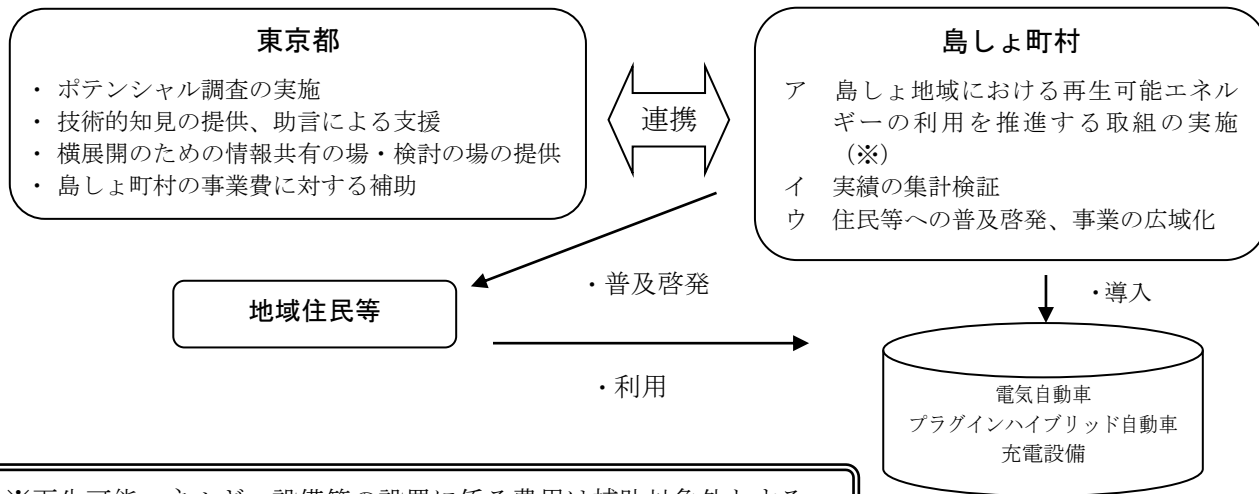 東京都
・ ポテンシャル調査の実施
・ 技術的知見の提供、助言による支援
・ 横展開のための情報共有の場・検討の場の提供
・ 島しょ町村の事業費に対する補助
連携
島しょ町村
ア 島しょ地域における再生可能エネル
ギーの利用を推進する取組の実施
（※）
イ 実績の集計検証
ウ 住民等への普及啓発、事業の広域化
・普及啓発
地域住民等
・導入
・利用
電気自動車
プラグインハイブリッド自動車
充電設備
※再生可能エネルギー設備等の設置に係る費用は補助対象外とする